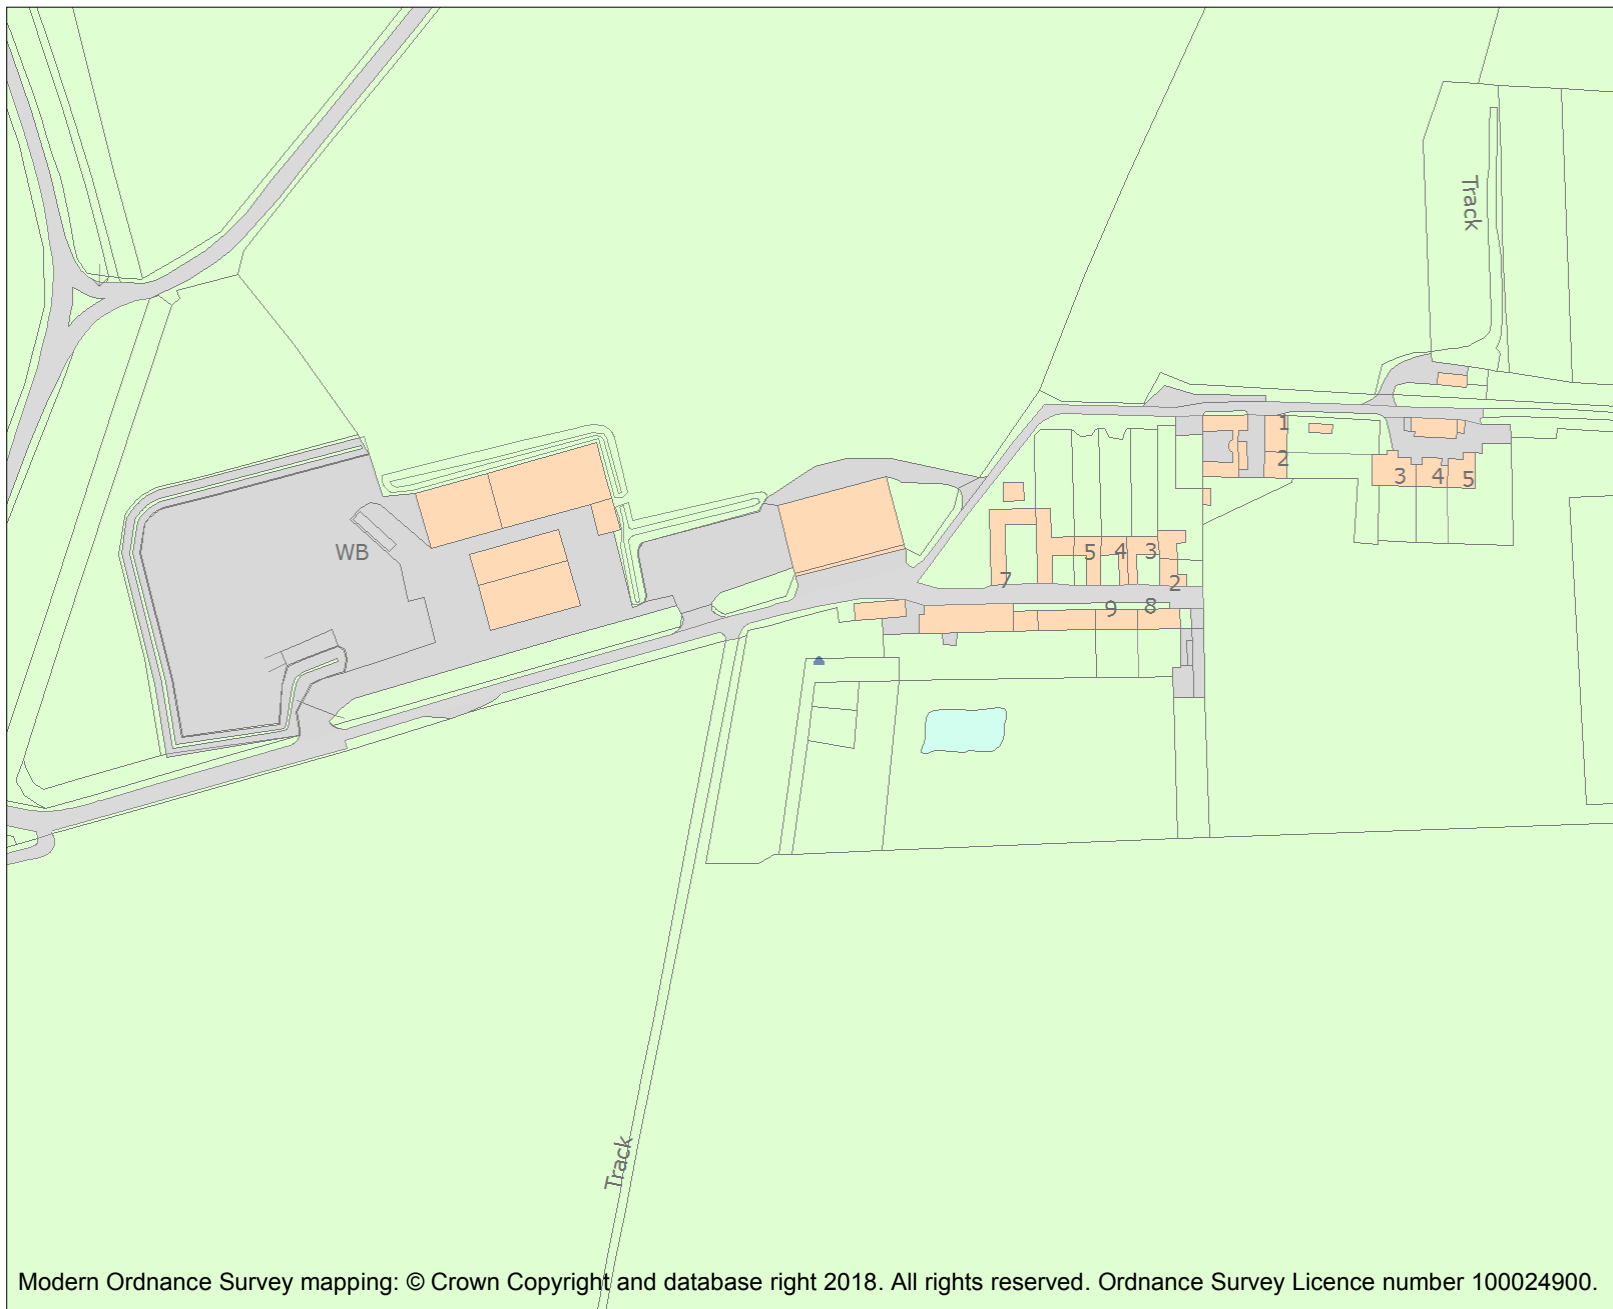 Track
1
2
3 4 5
WB
5 4 3
7
2
9 8
Track
Modern Ordnance Survey mapping: © Crown Copyright and database right 2018. All rights reserved. Ordnance Survey Licence number 100024900.